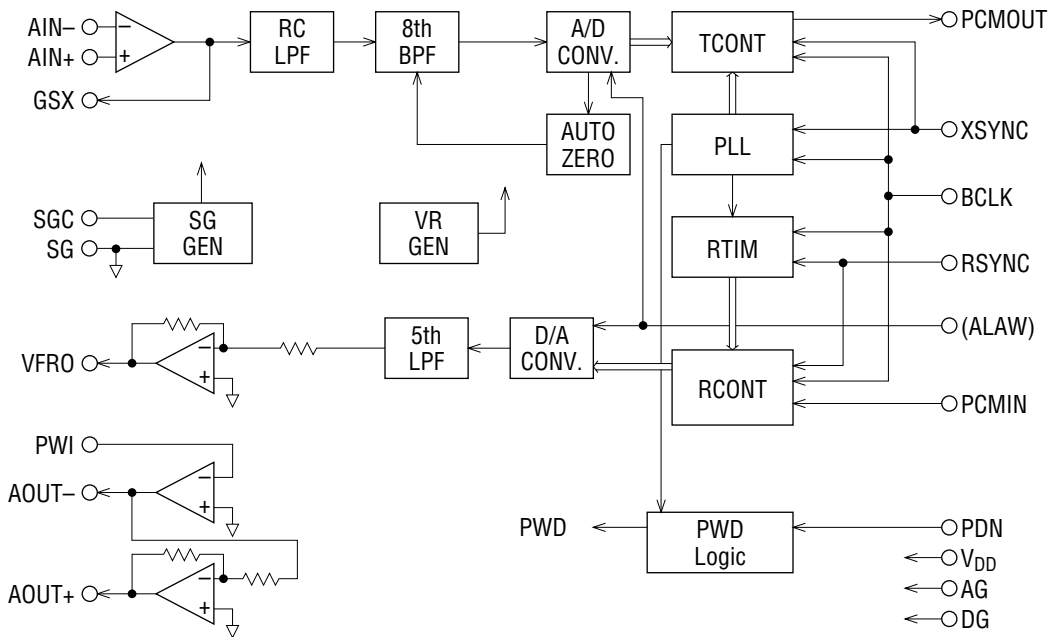 AIN–
AIN+
GSX
RC
LPF
8th
BPF
A/D
CONV.
TCONT
PCMOUT
AUTO
ZERO
PLL
XSYNC
BCLK
SGC
SG
SG
GEN
VR
GEN
RTIM
RSYNC
(ALAW)
VFRO
5th
LPF
D/A
CONV.
RCONT
PCMIN
PWI
AOUT–
AOUT+
PWD
PWD
Logic
PDN
VDD
AG
DG
– +
– +
– +
– +